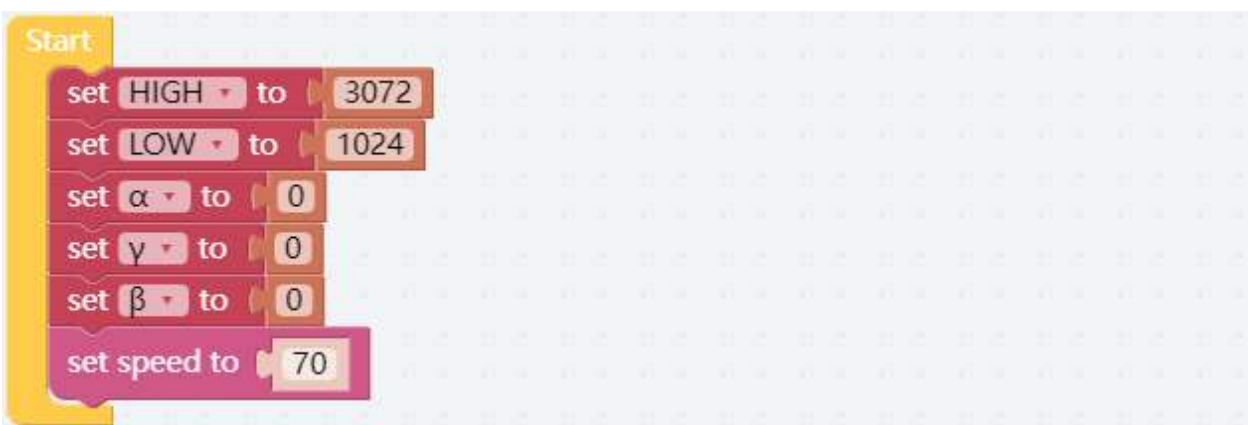 Start
set HIGH to 3072
set LOW to 1024
set α to 0
set γ to 0
set β to 0
set speed to 70